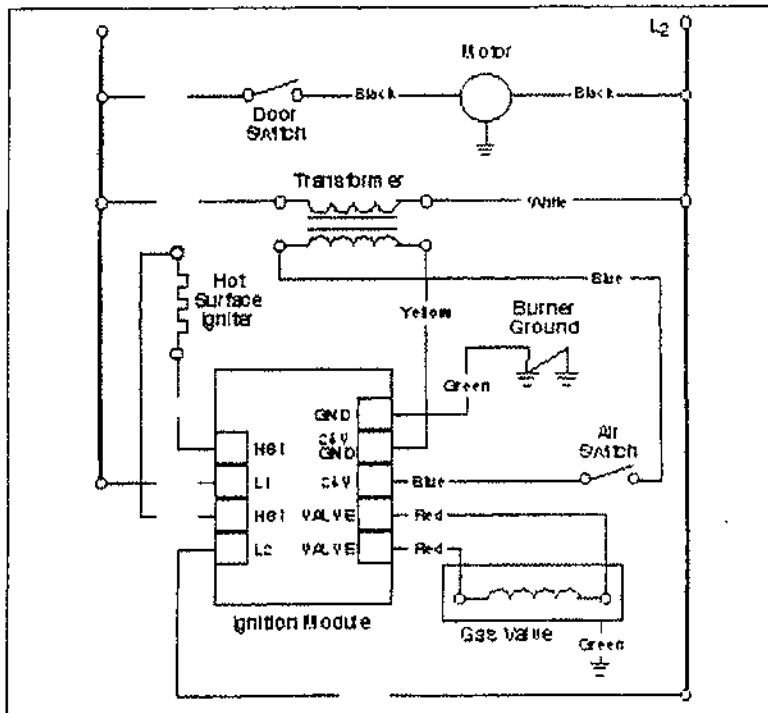 L2
Motor
Black
Black
Door
Switch
Transformer
White
Hot
Surface
Igniter
Blue
Yellow
Burner
Ground
Green
GND
24V
GND
HSI
Air
Switch
L1
24V
Blue
HSI
VALVE
Red
L2
VALVE
Red
Ignition Module
Gas Valve
Green